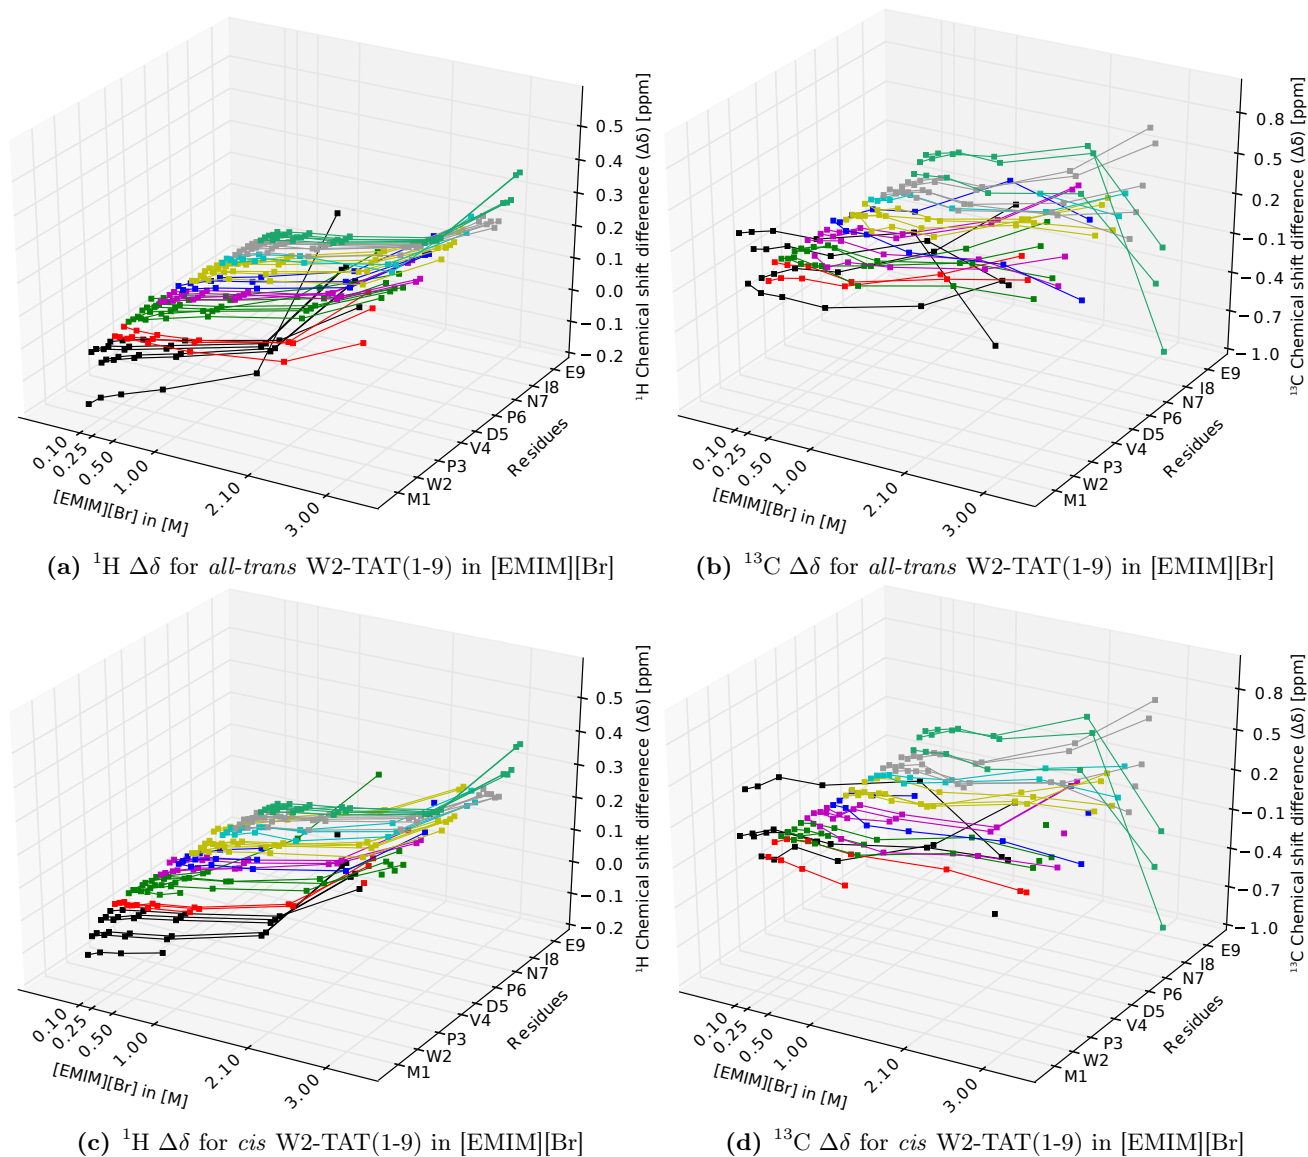 0.5
0.4
0.3
0.2
0.1
0.0
−0.1
−0.2
¹H Chemical shift differenece (Δδ) [ppm]
E9
I8
N7
P6
D5
V4
P3
W2
M1
Residues
0.10
0.25
0.50
1.00
2.10
3.00
[EMIM][Br] in [M]
(a) ¹H Δδ for all-trans W2-TAT(1-9) in [EMIM][Br]
0.8
0.5
0.2
−0.1
−0.4
−0.7
−1.0
¹³C Chemical shift difference (Δδ) [ppm]
E9
I8
N7
P6
D5
V4
P3
W2
M1
Residues
0.10
0.25
0.50
1.00
2.10
3.00
[EMIM][Br] in [M]
(b) ¹³C Δδ for all-trans W2-TAT(1-9) in [EMIM][Br]
0.5
0.4
0.3
0.2
0.1
0.0
−0.1
−0.2
¹H Chemical shift differenece (Δδ) [ppm]
E9
I8
N7
P6
D5
V4
P3
W2
M1
Residues
0.10
0.25
0.50
1.00
2.10
3.00
[EMIM][Br] in [M]
(c) ¹H Δδ for cis W2-TAT(1-9) in [EMIM][Br]
0.8
0.5
0.2
−0.1
−0.4
−0.7
−1.0
¹³C Chemical shift difference (Δδ) [ppm]
E9
I8
N7
P6
D5
V4
P3
W2
M1
Residues
0.10
0.25
0.50
1.00
2.10
3.00
[EMIM][Br] in [M]
(d) ¹³C Δδ for cis W2-TAT(1-9) in [EMIM][Br]